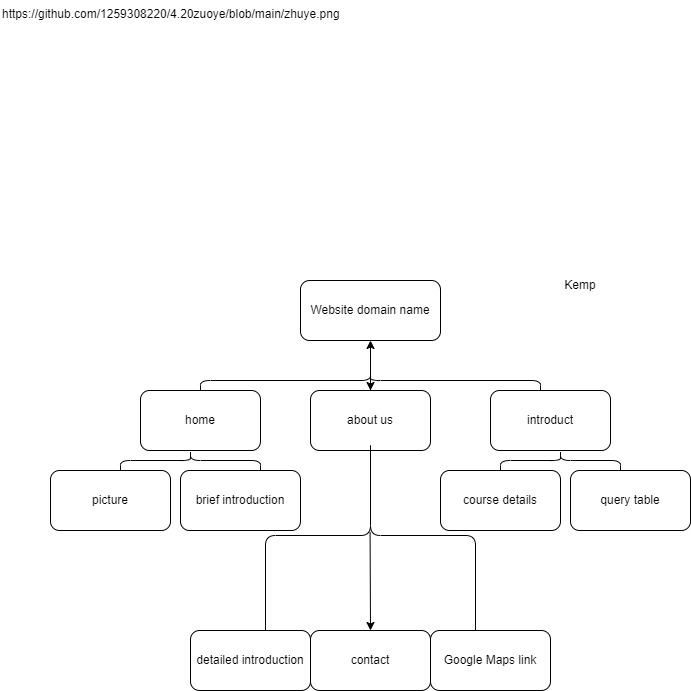 https://github.com/1259308220/4.20zuoye/blob/main/zhuye.png
Kemp
Website domain name
home
about us
introduct
picture
brief introduction
course details
query table
detailed introduction
contact
Google Maps link